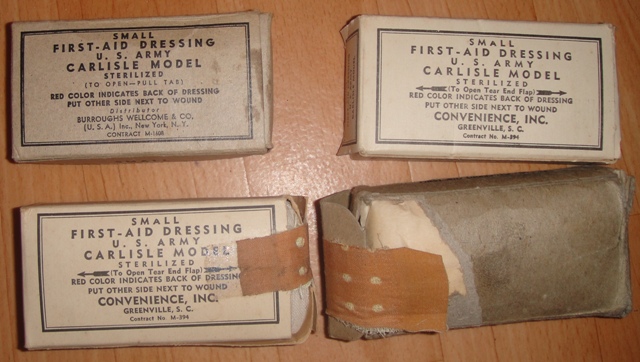 SMALL
FIRST-AID DRESSING
U. S. ARMY
CARLISLE MODEL
STERILIZED
(TO OPEN—PULL TAB)
RED COLOR INDICATES BACK OF DRESSING
PUT OTHER SIDE NEXT TO WOUND
Distributor
BURROUGHS WELLCOME & CO.
(U. S. A.) Inc., New York, N. Y.
CONTRACT M-1608
SMALL
FIRST-AID DRESSING
U. S. ARMY
CARLISLE MODEL
STERILIZED
(To Open Tear End Flap)
RED COLOR INDICATES BACK OF DRESSING
PUT OTHER SIDE NEXT TO WOUND
CONVENIENCE, INC.
GREENVILLE, S. C.
Contract No. M-394
SMALL
FIRST-AID DRESSING
U. S. ARMY
CARLISLE MODEL
STERILIZED
(To Open Tear End Flap)
RED COLOR INDICATES BACK OF DRESSING
PUT OTHER SIDE NEXT TO WOUND
CONVENIENCE, INC.
GREENVILLE, S. C.
Contract No. M-394